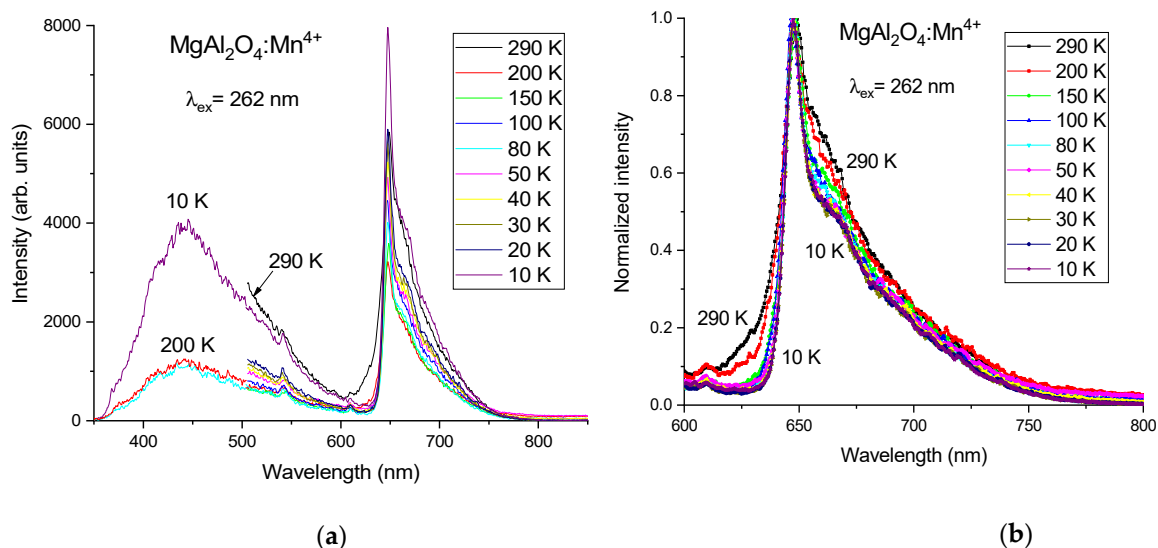 MgAl₂O₄:Mn⁴⁺
λex= 262 nm
290 K
200 K
150 K
100 K
80 K
50 K
40 K
30 K
20 K
10 K
10 K
290 K
200 K
8000
6000
4000
2000
0
Intensity (arb. units)
400 500 600 700 800
Wavelength (nm)
(a)
MgAl₂O₄:Mn⁴⁺
λex= 262 nm
290 K
200 K
150 K
100 K
80 K
50 K
40 K
30 K
20 K
10 K
290 K
10 K
290 K
10 K
1.0
0.8
0.6
0.4
0.2
0.0
Normalized intensity
600 650 700 750 800
Wavelength (nm)
(b)